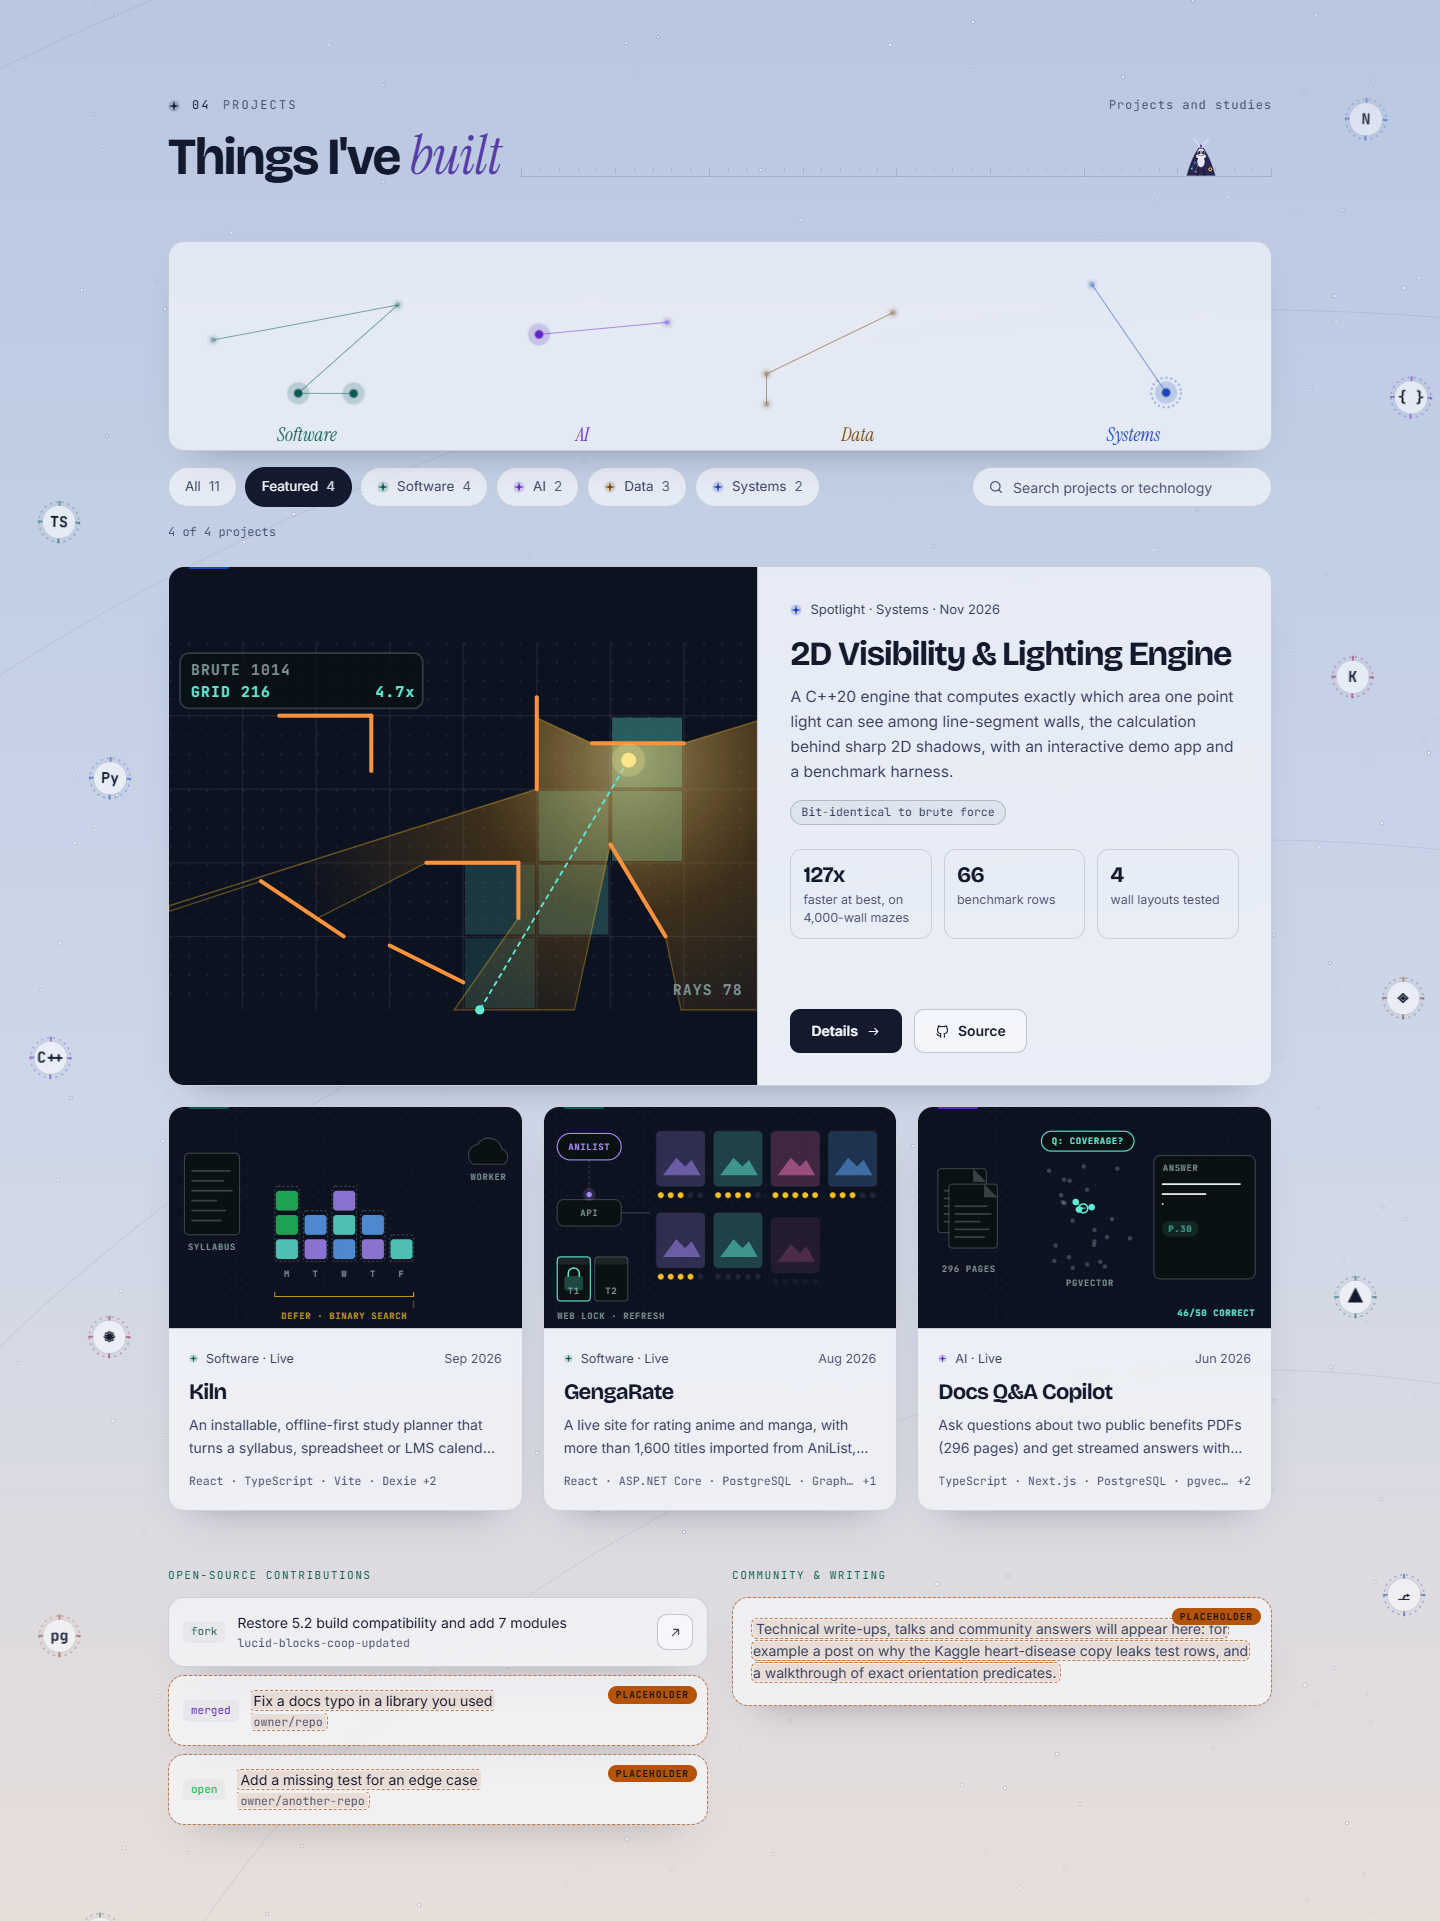 04 PROJECTS
Projects and studies
Things I've built
N
{ }
Software
AI
Data
Systems
All 11
Featured 4
Software 4
AI 2
Data 3
Systems 2
Search projects or technology
TS
4 of 4 projects
BRUTE 1014
GRID 216 4.7x
RAYS 78
Spotlight · Systems · Nov 2026
2D Visibility & Lighting Engine
A C++20 engine that computes exactly which area one point
light can see among line-segment walls, the calculation
behind sharp 2D shadows, with an interactive demo app and
a benchmark harness.
Bit-identical to brute force
127x
faster at best, on
4,000-wall mazes
66
benchmark rows
4
wall layouts tested
Details →
Source
K
Py
C++
SYLLABUS
WORKER
M T W T F
DEFER · BINARY SEARCH
Software · Live
Sep 2026
Kiln
An installable, offline-first study planner that
turns a syllabus, spreadsheet or LMS calend...
React · TypeScript · Vite · Dexie +2
ANILIST
API
T1
T2
WEB LOCK · REFRESH
Software · Live
Aug 2026
GengaRate
A live site for rating anime and manga, with
more than 1,600 titles imported from AniList,...
React · ASP.NET Core · PostgreSQL · Graph… +1
Q: COVERAGE?
296 PAGES
PGVECTOR
ANSWER
P.30
46/50 CORRECT
AI · Live
Jun 2026
Docs Q&A Copilot
Ask questions about two public benefits PDFs
(296 pages) and get streamed answers with...
TypeScript · Next.js · PostgreSQL · pgvec… +2
OPEN-SOURCE CONTRIBUTIONS
fork
Restore 5.2 build compatibility and add 7 modules
lucid-blocks-coop-updated
merged
Fix a docs typo in a library you used
owner/repo
PLACEHOLDER
open
Add a missing test for an edge case
owner/another-repo
PLACEHOLDER
COMMUNITY & WRITING
PLACEHOLDER
Technical write-ups, talks and community answers will appear here: for
example a post on why the Kaggle heart-disease copy leaks test rows, and
a walkthrough of exact orientation predicates.
pg